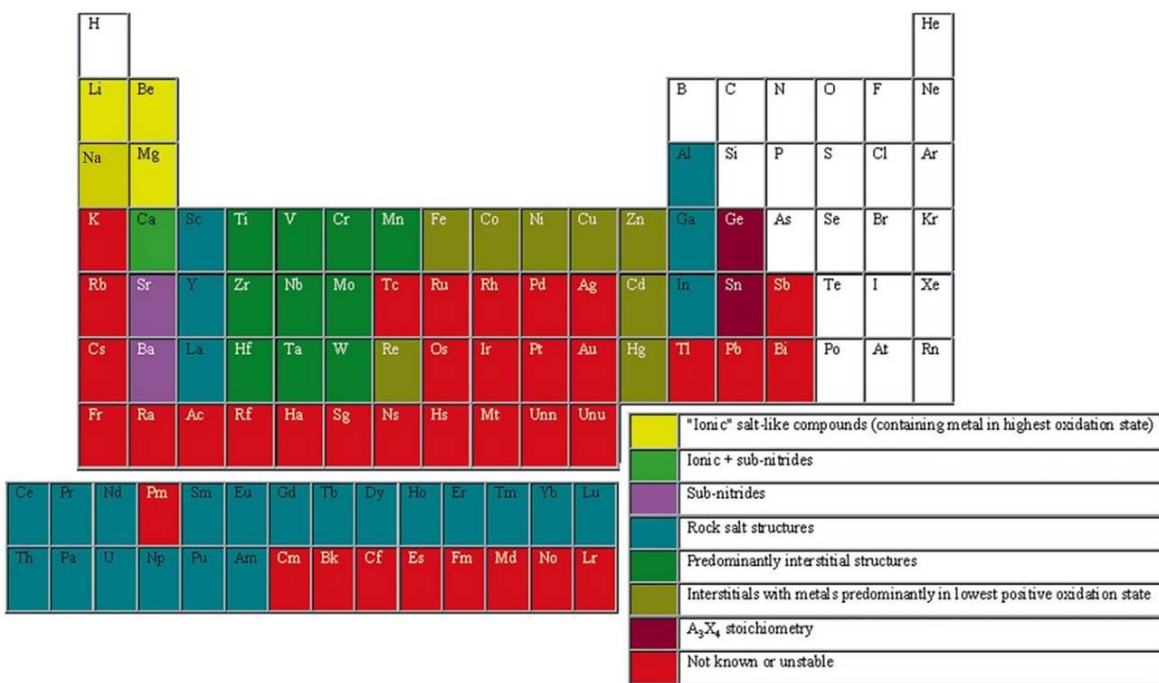 H He
Li Be B C N O F Ne
Na Mg Al Si P S Cl Ar
K Ca Sc Ti V Cr Mn Fe Co Ni Cu Zn Ga Ge As Se Br Kr
Rb Sr Y Zr Nb Mo Tc Ru Rh Pd Ag Cd In Sn Sb Te I Xe
Cs Ba La Hf Ta W Re Os Ir Pt Au Hg Tl Pb Bi Po At Rn
Fr Ra Ac Rf Ha Sg Ns Hs Mt Unn Unu
"Ionic" salt-like compounds (containing metal in highest oxidation state)
Ionic + sub-nitrides
Sub-nitrides
Rock salt structures
Predominantly interstitial structures
Interstitials with metals predominantly in lowest positive oxidation state
A₃X₄ stoichiometry
Not known or unstable
Ce Pr Nd Pm Sm Eu Gd Tb Dy Ho Er Tm Yb Lu
Th Pa U Np Pu Am Cm Bk Cf Es Fm Md No Lr